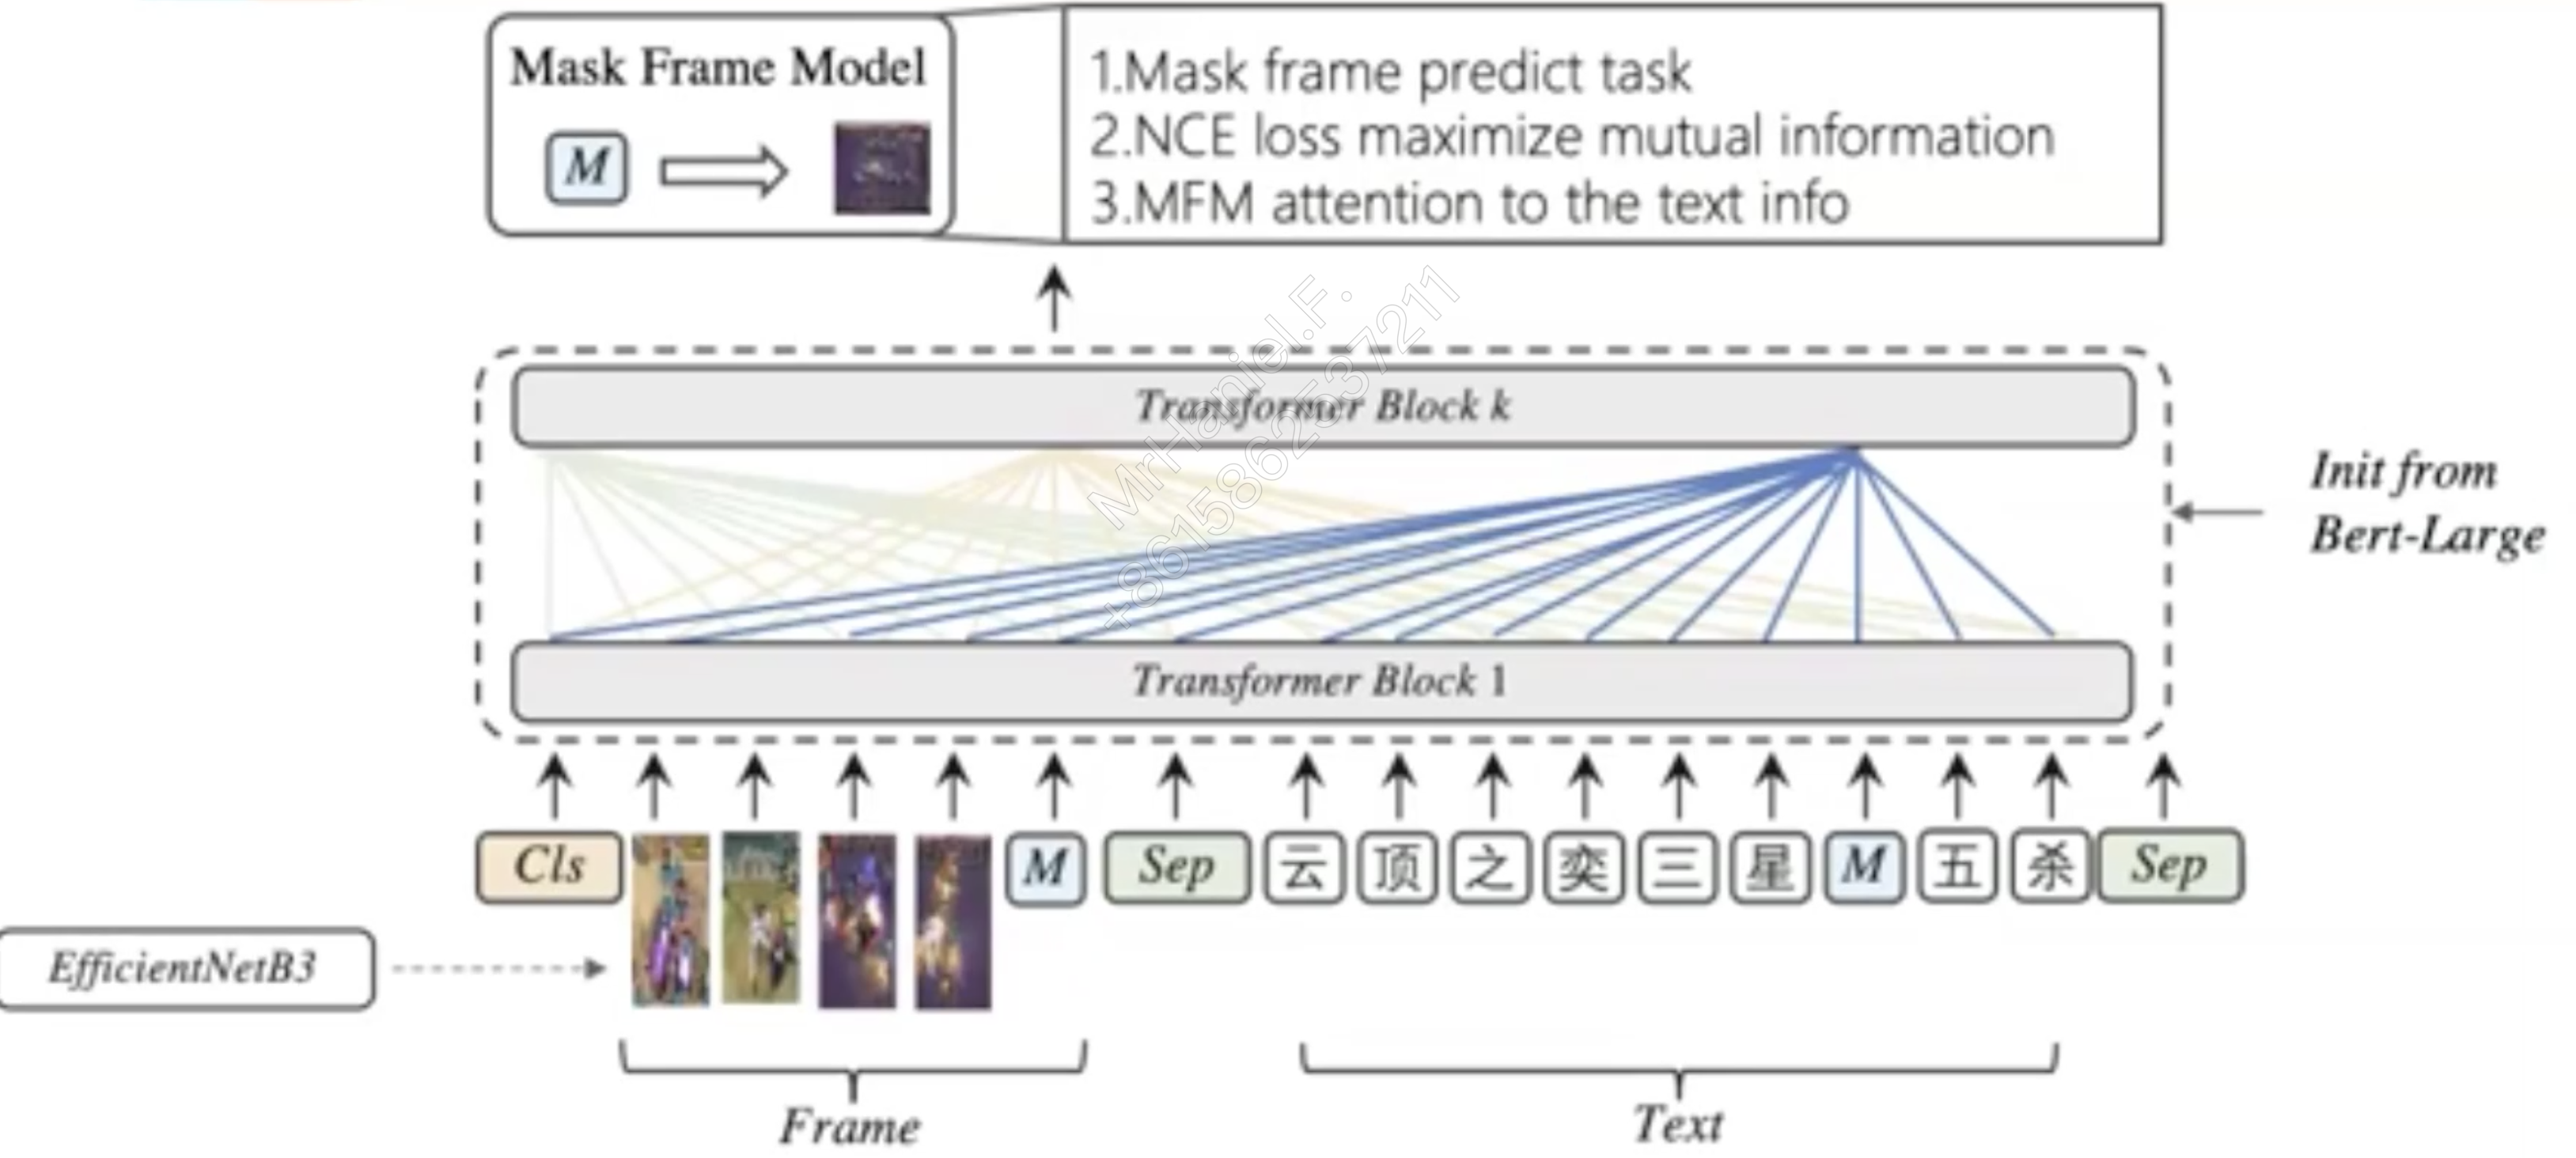 Mask Frame Model
M
1.Mask frame predict task
2.NCE loss maximize mutual information
3.MFM attention to the text info
MrHaniel.F.
+8615862537211
Transformer Block k
Init from
Bert-Large
Transformer Block 1
Cls M Sep 云 顶 之 奕 三 星 M 五 杀 Sep
EfficientNetB3
Frame
Text